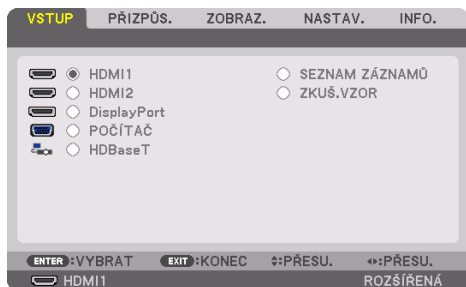 VSTUP PŘIZPŮS. ZOBRAZ. NASTAV. INFO.
HDMI1 SEZNAM ZÁZNAMŮ
HDMI2 ZKUŠ.VZOR
DisplayPort
POČÍTAČ
HDBaseT
ENTER:VYBRAT EXIT:KONEC :PŘESU. :PŘESU.
HDMI1 ROZŠÍŘENÁ